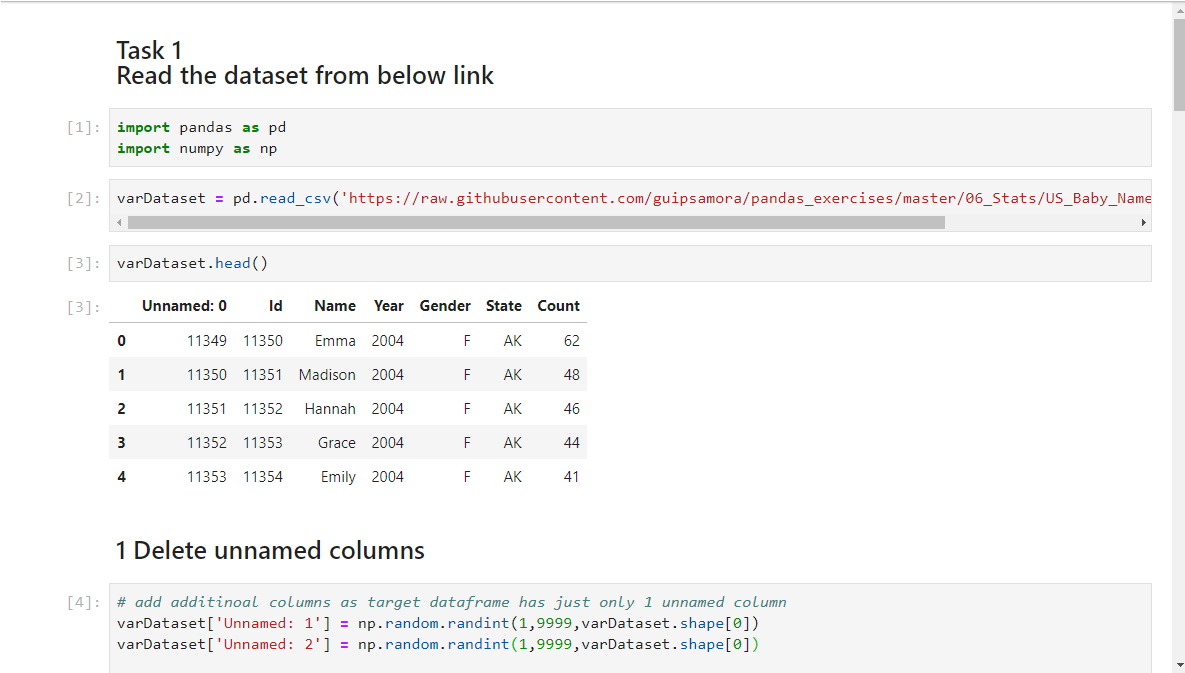 Task 1
Read the dataset from below link
[1]: import pandas as pd
import numpy as np
[2]: varDataset = pd.read_csv('https://raw.githubusercontent.com/guipsamora/pandas_exercises/master/06_Stats/US_Baby_Name
[3]: varDataset.head()
[3]: Unnamed: 0 Id Name Year Gender State Count
0 11349 11350 Emma 2004 F AK 62
1 11350 11351 Madison 2004 F AK 48
2 11351 11352 Hannah 2004 F AK 46
3 11352 11353 Grace 2004 F AK 44
4 11353 11354 Emily 2004 F AK 41
1 Delete unnamed columns
[4]: # add additinoal columns as target dataframe has just only 1 unnamed column
varDataset['Unnamed: 1'] = np.random.randint(1,9999,varDataset.shape[0])
varDataset['Unnamed: 2'] = np.random.randint(1,9999,varDataset.shape[0])